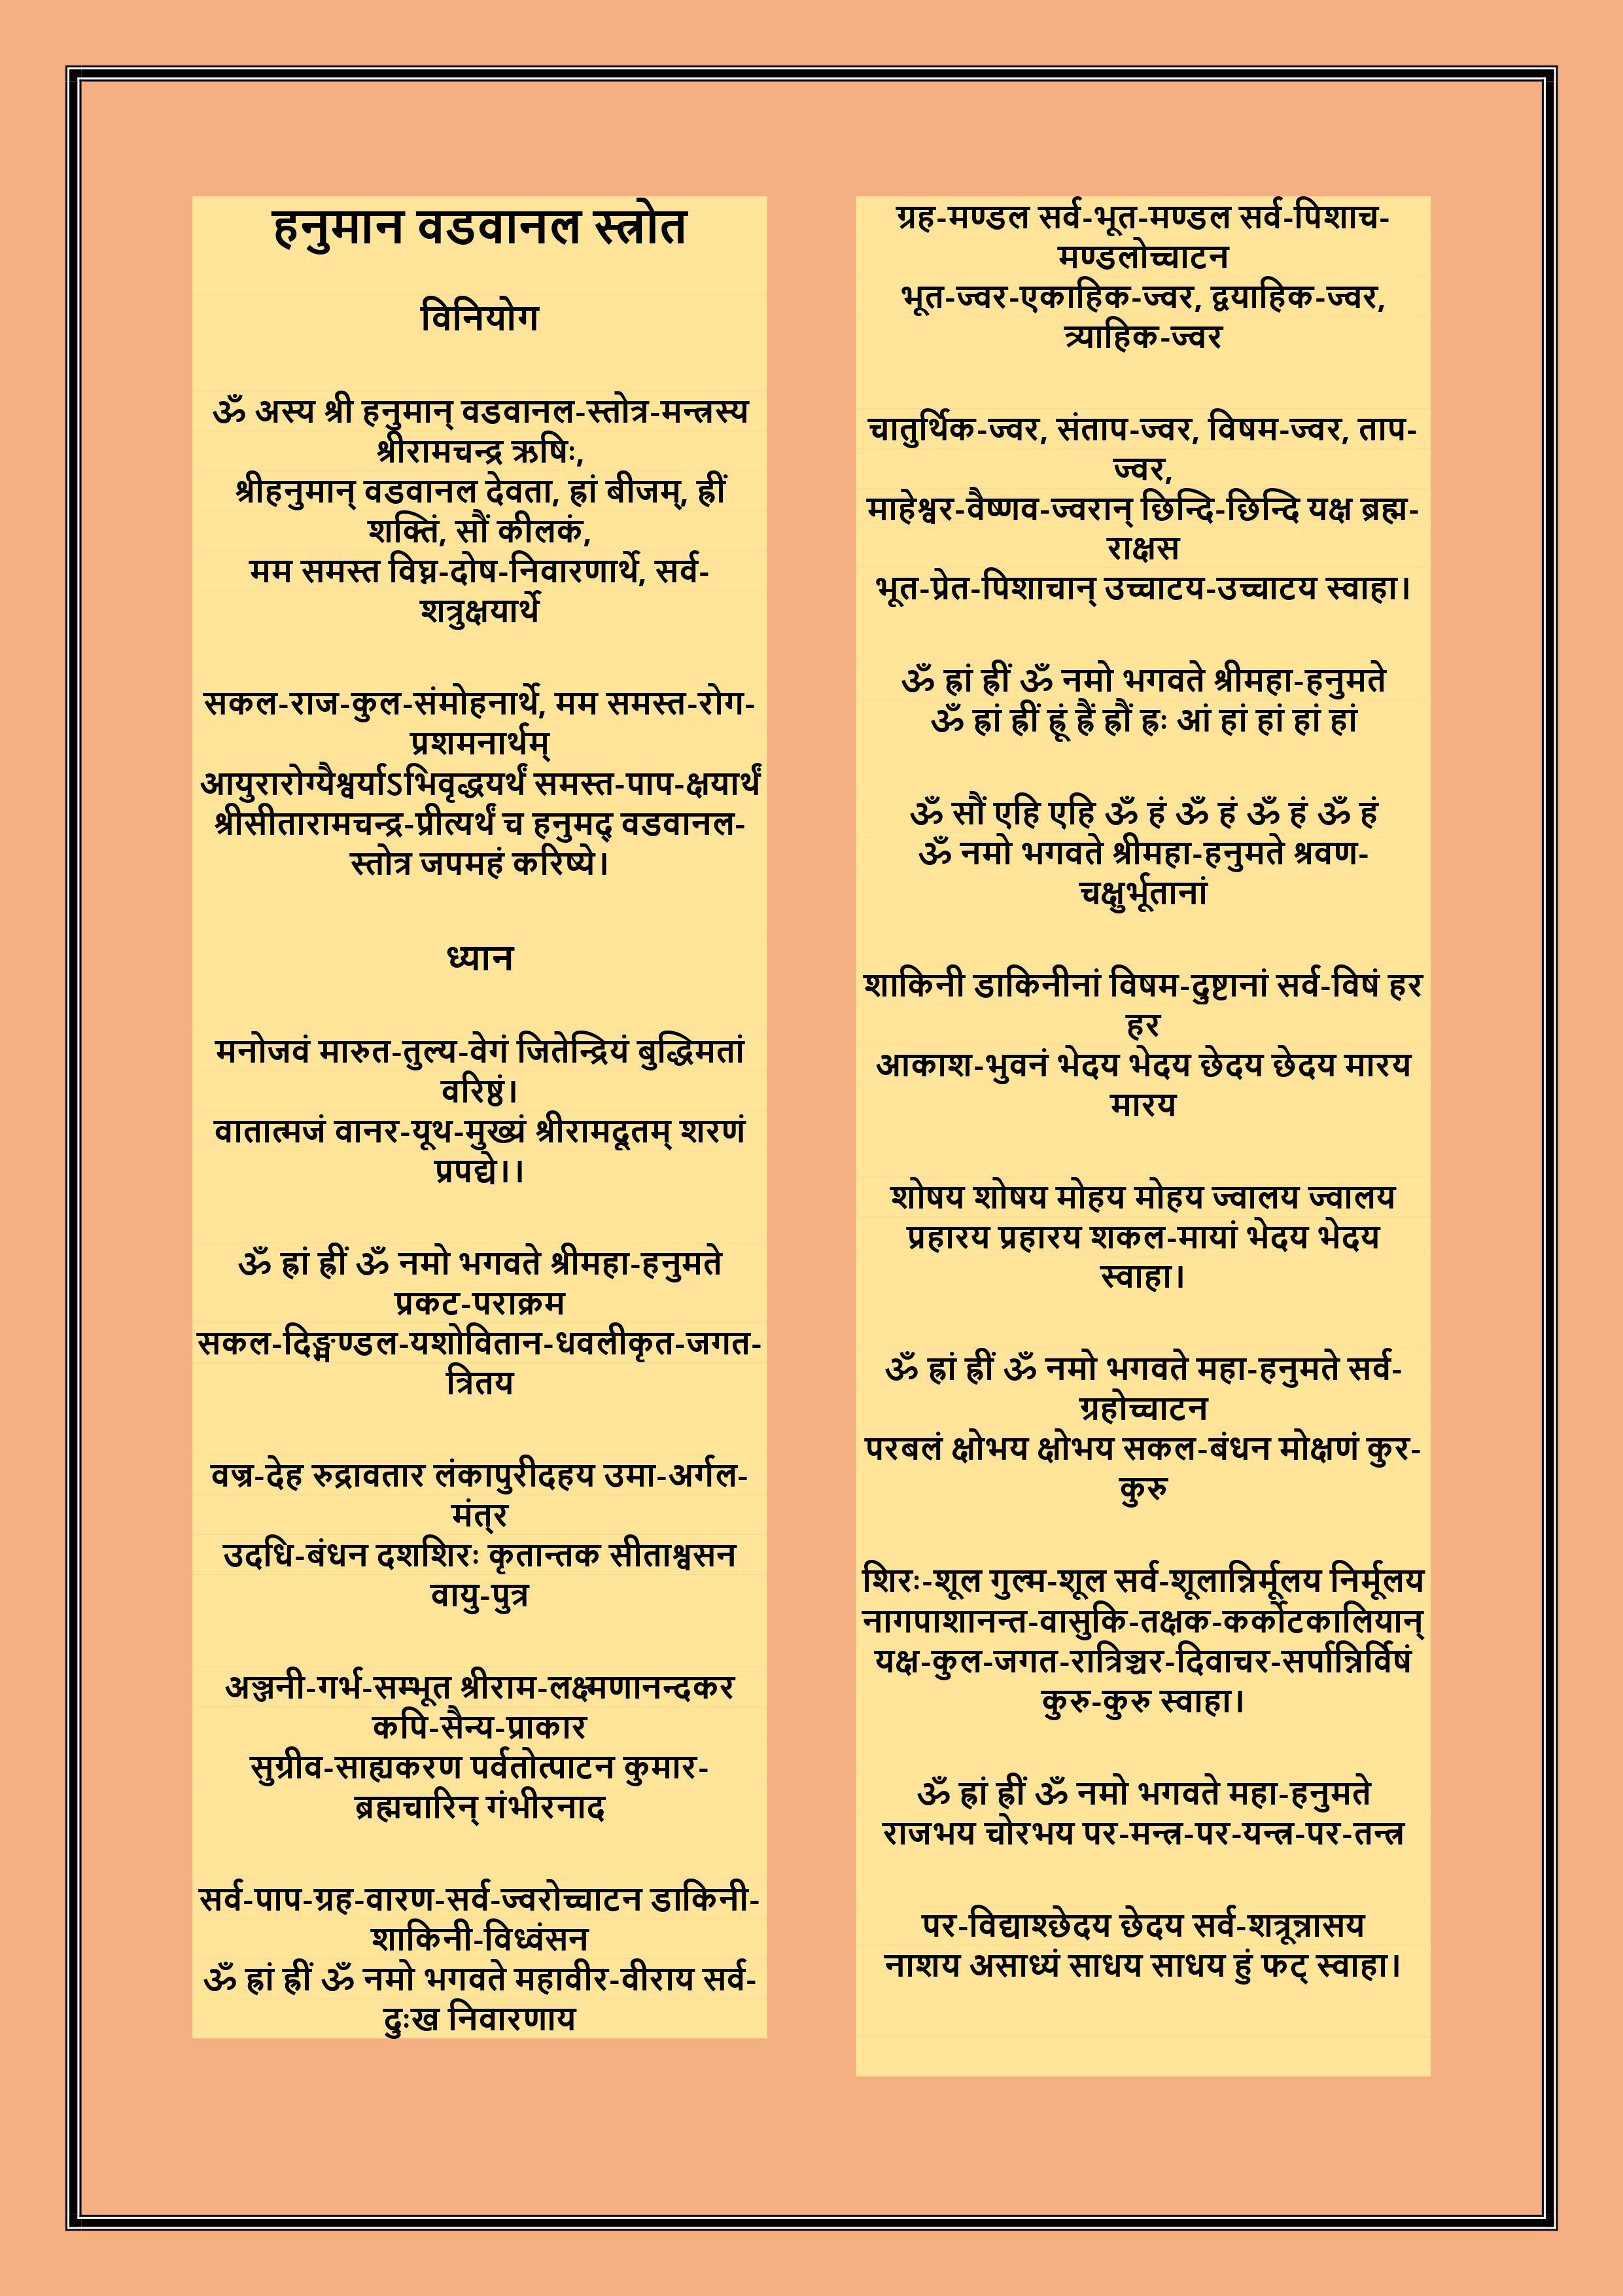 हनुमान वडवानल स्त्रोत
विनियोग
ॐ अस्य श्री हनुमान् वडवानल-स्तोत्र-मन्त्रस्य
श्रीरामचन्द्र ऋषिः,
श्रीहनुमान् वडवानल देवता, ह्रां बीजम्, ह्रीं
शक्तिं, सौं कीलकं,
मम समस्त विघ्न-दोष-निवारणार्थे, सर्व-
शत्रुक्षयार्थे
सकल-राज-कुल-संमोहनार्थे, मम समस्त-रोग-
प्रशमनार्थम्
आयुरारोग्यैश्वर्याऽभिवृद्धयर्थं समस्त-पाप-क्षयार्थं
श्रीसीतारामचन्द्र-प्रीत्यर्थं च हनुमद् वडवानल-
स्तोत्र जपमहं करिष्ये।
ध्यान
मनोजवं मारुत-तुल्य-वेगं जितेन्द्रियं बुद्धिमतां
वरिष्ठं।
वातात्मजं वानर-यूथ-मुख्यं श्रीरामदूतम् शरणं
प्रपद्ये।।
ॐ ह्रां ह्रीं ॐ नमो भगवते श्रीमहा-हनुमते
प्रकट-पराक्रम
सकल-दिङ्मण्डल-यशोवितान-धवलीकृत-जगत-
त्रितय
वज्र-देह रुद्रावतार लंकापुरीदहय उमा-अर्गल-
मंत्र
उदधि-बंधन दशशिरः कृतान्तक सीताश्वसन
वायु-पुत्र
अञ्जनी-गर्भ-सम्भूत श्रीराम-लक्ष्मणानन्दकर
कपि-सैन्य-प्राकार
सुग्रीव-साह्यकरण पर्वतोत्पाटन कुमार-
ब्रह्मचारिन् गंभीरनाद
सर्व-पाप-ग्रह-वारण-सर्व-ज्वरोच्चाटन डाकिनी-
शाकिनी-विध्वंसन
ॐ ह्रां ह्रीं ॐ नमो भगवते महावीर-वीराय सर्व-
दुःख निवारणाय
ग्रह-मण्डल सर्व-भूत-मण्डल सर्व-पिशाच-
मण्डलोच्चाटन
भूत-ज्वर-एकाहिक-ज्वर, द्वयाहिक-ज्वर,
त्र्याहिक-ज्वर
चातुर्थिक-ज्वर, संताप-ज्वर, विषम-ज्वर, ताप-
ज्वर,
माहेश्वर-वैष्णव-ज्वरान् छिन्दि-छिन्दि यक्ष ब्रह्म-
राक्षस
भूत-प्रेत-पिशाचान् उच्चाटय-उच्चाटय स्वाहा।
ॐ ह्रां ह्रीं ॐ नमो भगवते श्रीमहा-हनुमते
ॐ ह्रां ह्रीं ह्रूं ह्रैं ह्रौं ह्रः आं हां हां हां हां
ॐ सौं एहि एहि ॐ हं ॐ हं ॐ हं ॐ हं
ॐ नमो भगवते श्रीमहा-हनुमते श्रवण-
चक्षुर्भूतानां
शाकिनी डाकिनीनां विषम-दुष्टानां सर्व-विषं हर
हर
आकाश-भुवनं भेदय भेदय छेदय छेदय मारय
मारय
शोषय शोषय मोहय मोहय ज्वालय ज्वालय
प्रहारय प्रहारय शकल-मायां भेदय भेदय
स्वाहा।
ॐ ह्रां ह्रीं ॐ नमो भगवते महा-हनुमते सर्व-
ग्रहोच्चाटन
परबलं क्षोभय क्षोभय सकल-बंधन मोक्षणं कुर-
कुरु
शिरः-शूल गुल्म-शूल सर्व-शूलान्निर्मूलय निर्मूलय
नागपाशानन्त-वासुकि-तक्षक-कर्कोटकालियान्
यक्ष-कुल-जगत-रात्रिञ्चर-दिवाचर-सर्पान्निर्विषं
कुरु-कुरु स्वाहा।
ॐ ह्रां ह्रीं ॐ नमो भगवते महा-हनुमते
राजभय चोरभय पर-मन्त्र-पर-यन्त्र-पर-तन्त्र
पर-विद्याश्छेदय छेदय सर्व-शत्रून्नासय
नाशय असाध्यं साधय साधय हुं फट् स्वाहा।